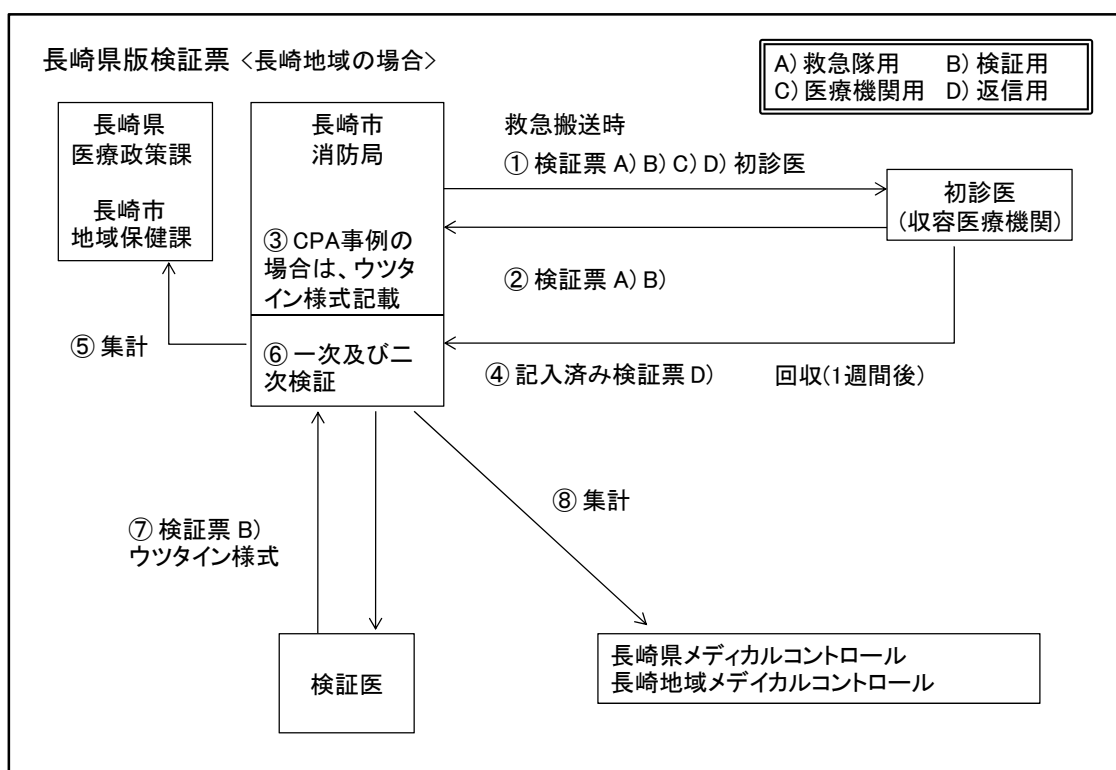 長崎県版検証票 <長崎地域の場合>
A) 救急隊用 B) 検証用
C) 医療機関用 D) 返信用
長崎県
医療政策課
長崎市
地域保健課
長崎市
消防局
③ CPA事例の
場合は、ウツタ
イン様式記載
⑥ 一次及び二
次検証
救急搬送時
① 検証票 A) B) C) D) 初診医
初診医
(収容医療機関)
② 検証票 A) B)
④ 記入済み検証票 D) 回収(1週間後)
⑤ 集計
⑦ 検証票 B)
ウツタイン様式
⑧ 集計
検証医
長崎県メディカルコントロール
長崎地域メデイカルコントロール